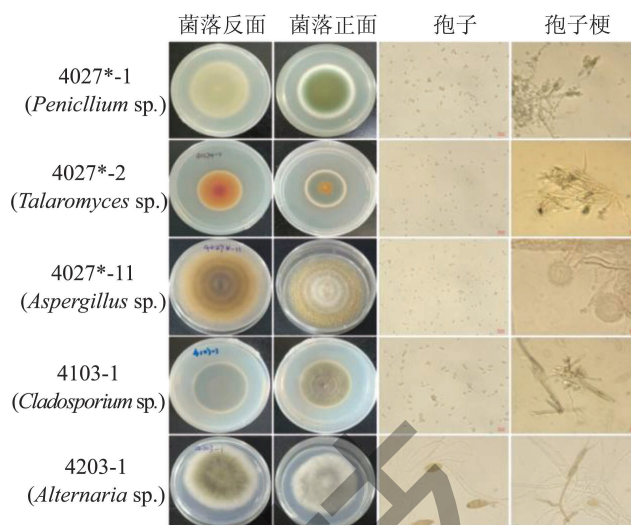 菌落反面 菌落正面 孢子 孢子梗
4027*-1
(Penicllium sp.)
4027*-2
(Talaromyces sp.)
4027*-11
(Aspergillus sp.)
4103-1
(Cladosporium sp.)
4203-1
(Alternaria sp.)